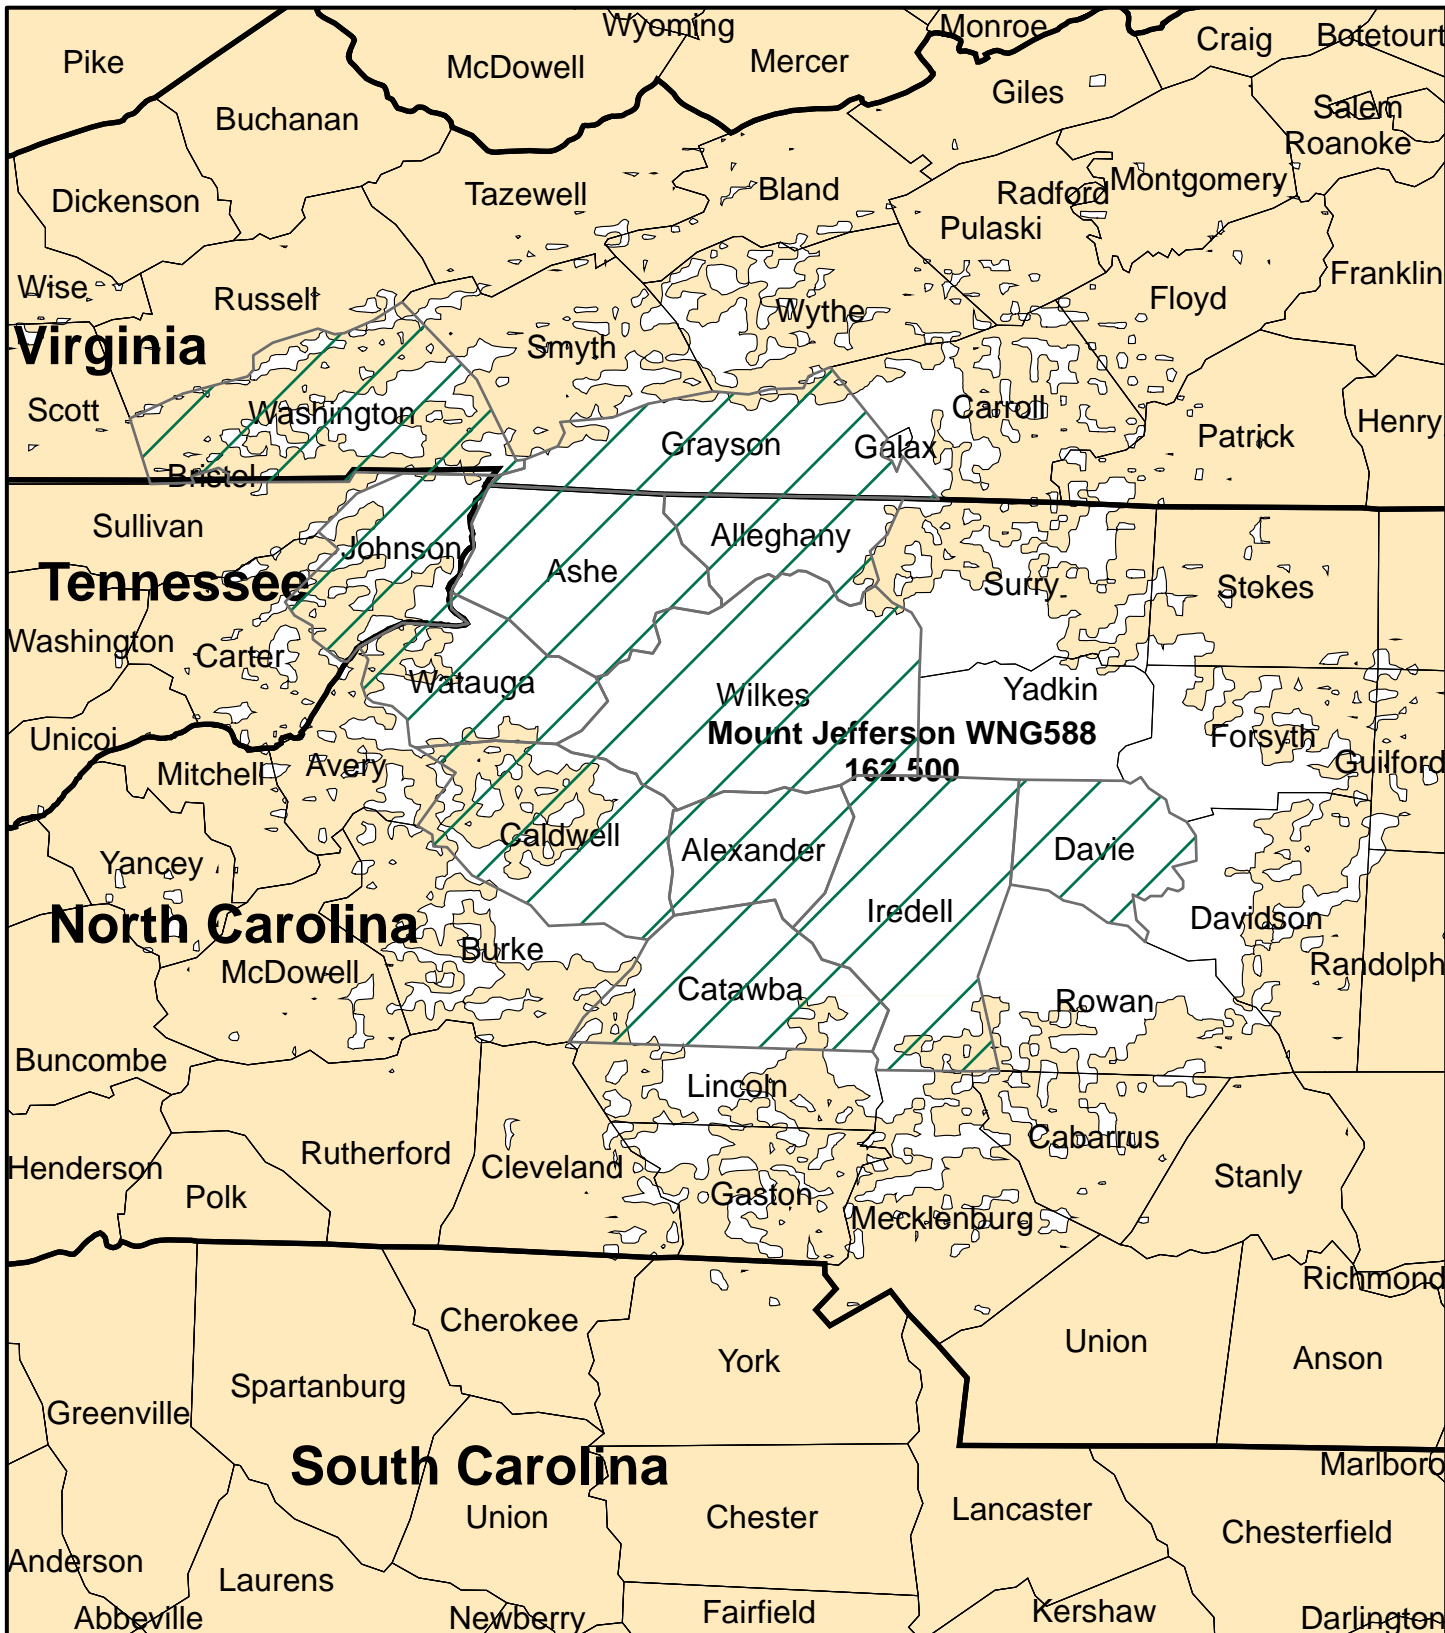 Wyoming
Monroe
Craig
Botetourt
Pike
McDowell
Mercer
Giles
Salem
Buchanan
Roanoke
Dickenson
Tazewell
Bland
Radford
Montgomery
Pulaski
Wise
Russell
Wythe
Floyd
Franklin
Virginia
Smyth
Scott
Washington
Carroll
Henry
Grayson
Galax
Patrick
Bristol
Sullivan
Johnson
Alleghany
Ashe
Tennessee
Surry
Stokes
Washington
Carter
Watauga
Wilkes
Yadkin
Unicoi
Mount Jefferson WNG588
162.500
Forsyth
Mitchell
Avery
Guilford
Yancey
Caldwell
Alexander
Davie
North Carolina
Iredell
Davidson
Burke
McDowell
Randolph
Catawba
Rowan
Buncombe
Lincoln
Cabarrus
Henderson
Rutherford
Cleveland
Stanly
Polk
Gaston
Mecklenburg
Richmond
Cherokee
Union
York
Anson
Spartanburg
Greenville
South Carolina
Marlboro
Union
Chester
Lancaster
Chesterfield
Anderson
Laurens
Abbeville
Newberry
Fairfield
Kershaw
Darlington